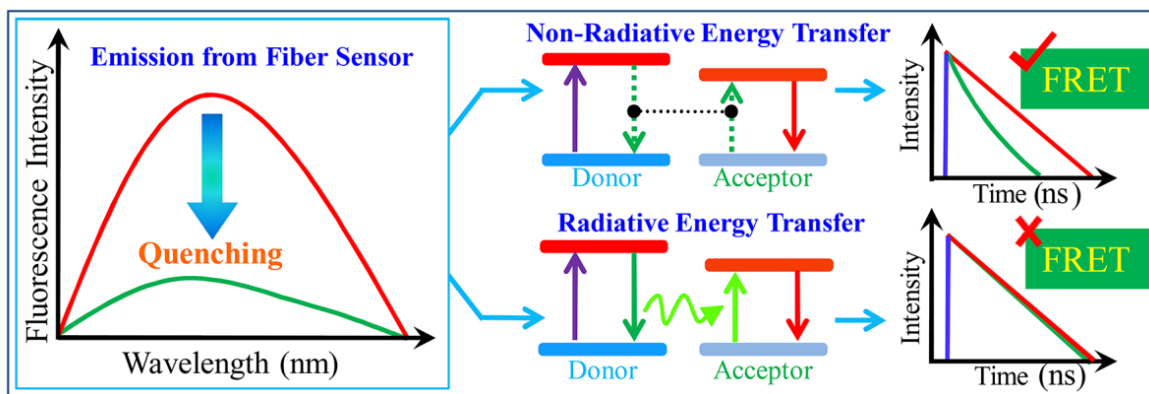 Emission from Fiber Sensor
Fluorescence Intensity
Quenching
Wavelength (nm)
Non-Radiative Energy Transfer
Donor
Acceptor
Intensity
FRET
Time (ns)
Radiative Energy Transfer
Donor
Acceptor
Intensity
FRET
Time (ns)